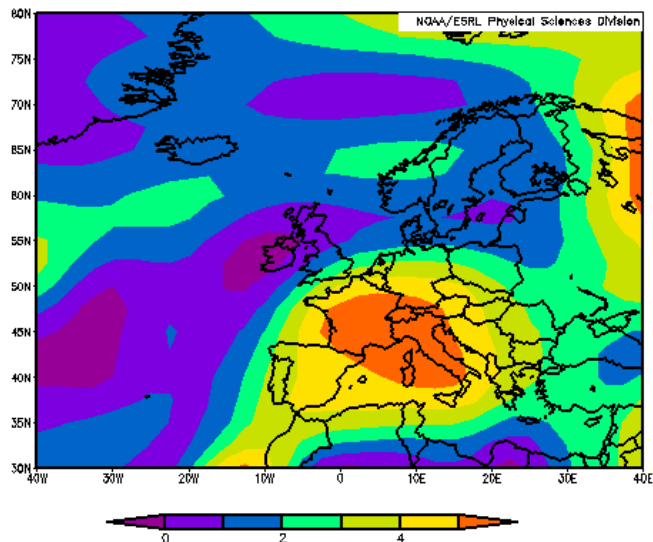 80N
NOAA/ESRL Physical Sciences Division
75N
70N
65N
60N
55N
50N
45N
40N
35N
30N
40W 30W 20W 10W 0 10E 20E 30E 40E
0 2 4